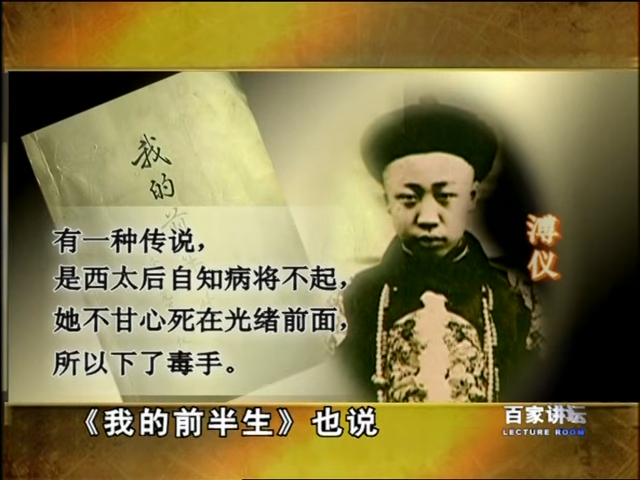 我的前
有一种传说，
是西太后自知病将不起，
她不甘心死在光绪前面，
所以下了毒手。
溥仪
《我的前半生》也说
百家讲坛
LECTURE ROOM